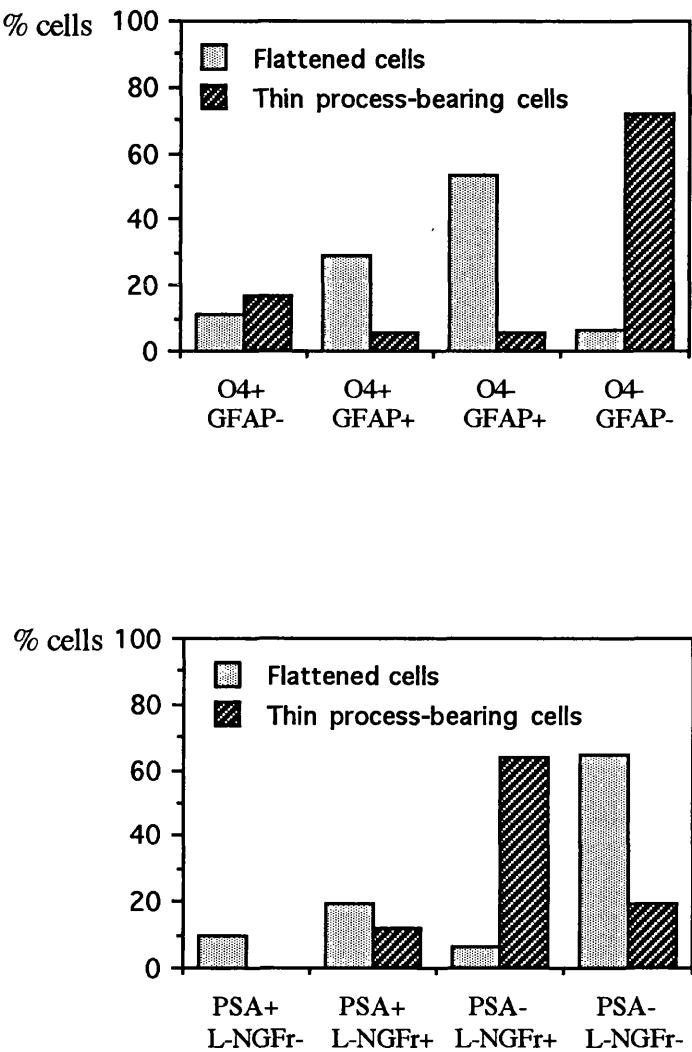 % cells 100
Flattened cells
Thin process-bearing cells
80
60
40
20
0
O4+ O4+ O4- O4-
GFAP- GFAP+ GFAP+ GFAP-
% cells 100
Flattened cells
Thin process-bearing cells
80
60
40
20
0
PSA+ PSA+ PSA- PSA-
L-NGFr- L-NGFr+ L-NGFr+ L-NGFr-